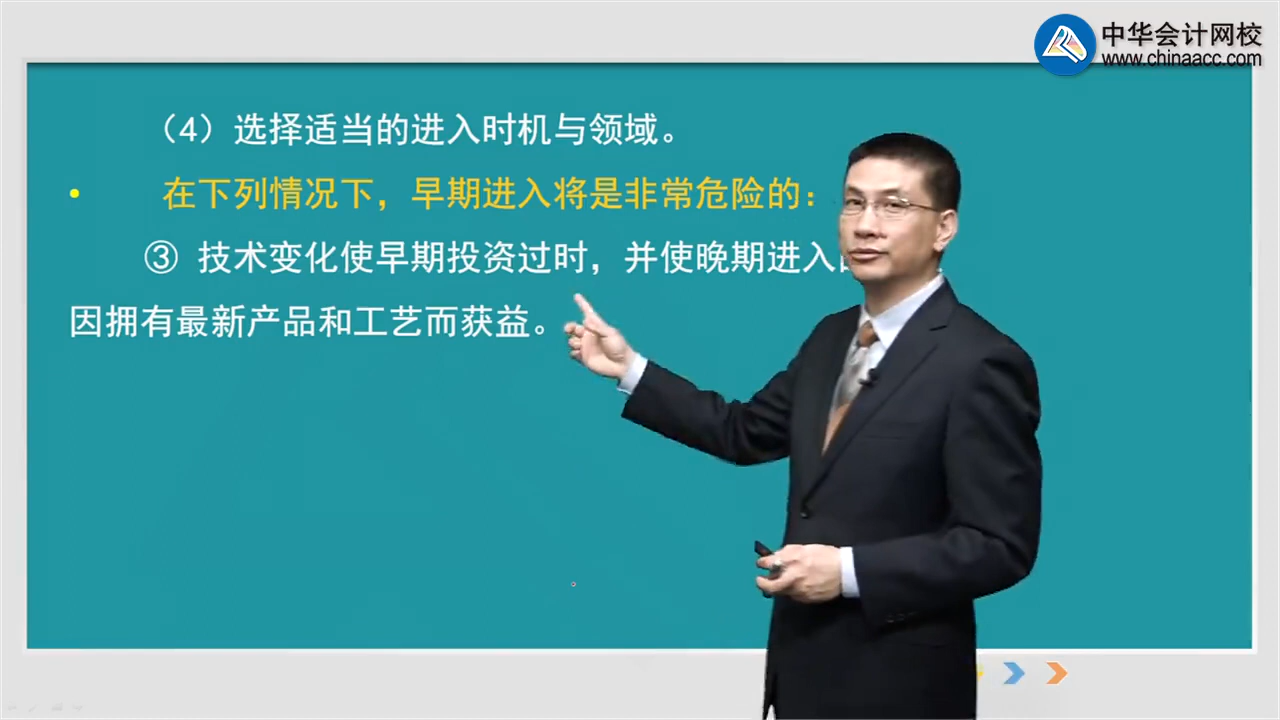 中华会计网校
www.chinaacc.com
（4）选择适当的进入时机与领域。
• 在下列情况下，早期进入将是非常危险的：
③ 技术变化使早期投资过时，并使晚期进入
因拥有最新产品和工艺而获益。